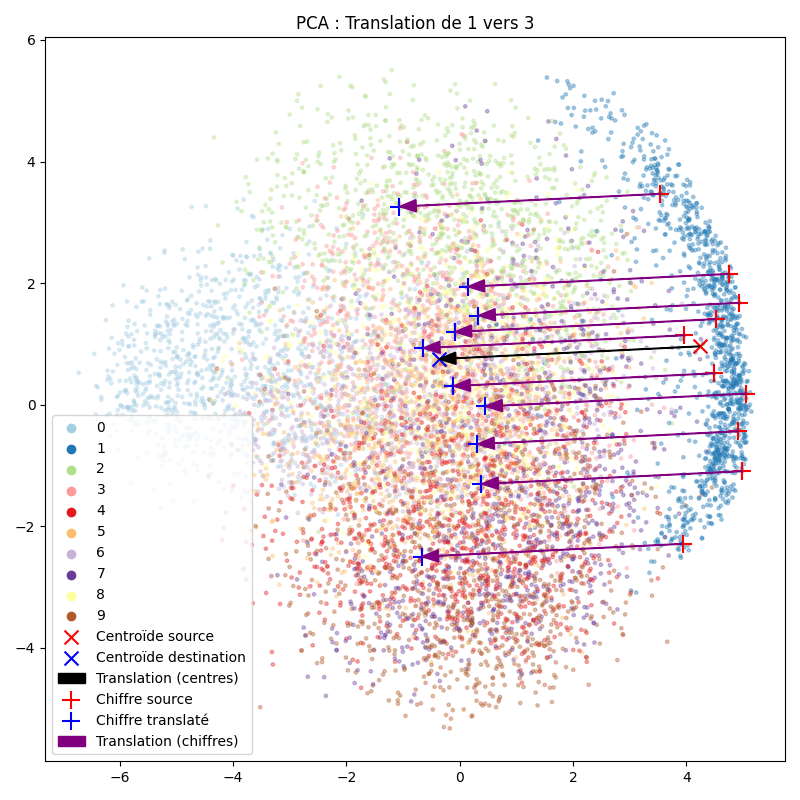 PCA : Translation de 1 vers 3
6
4
2
0
−2
−4
0
1
2
3
4
5
6
7
8
9
Centroïde source
Centroïde destination
Translation (centres)
Chiffre source
Chiffre translaté
Translation (chiffres)
−6 −4 −2 0 2 4